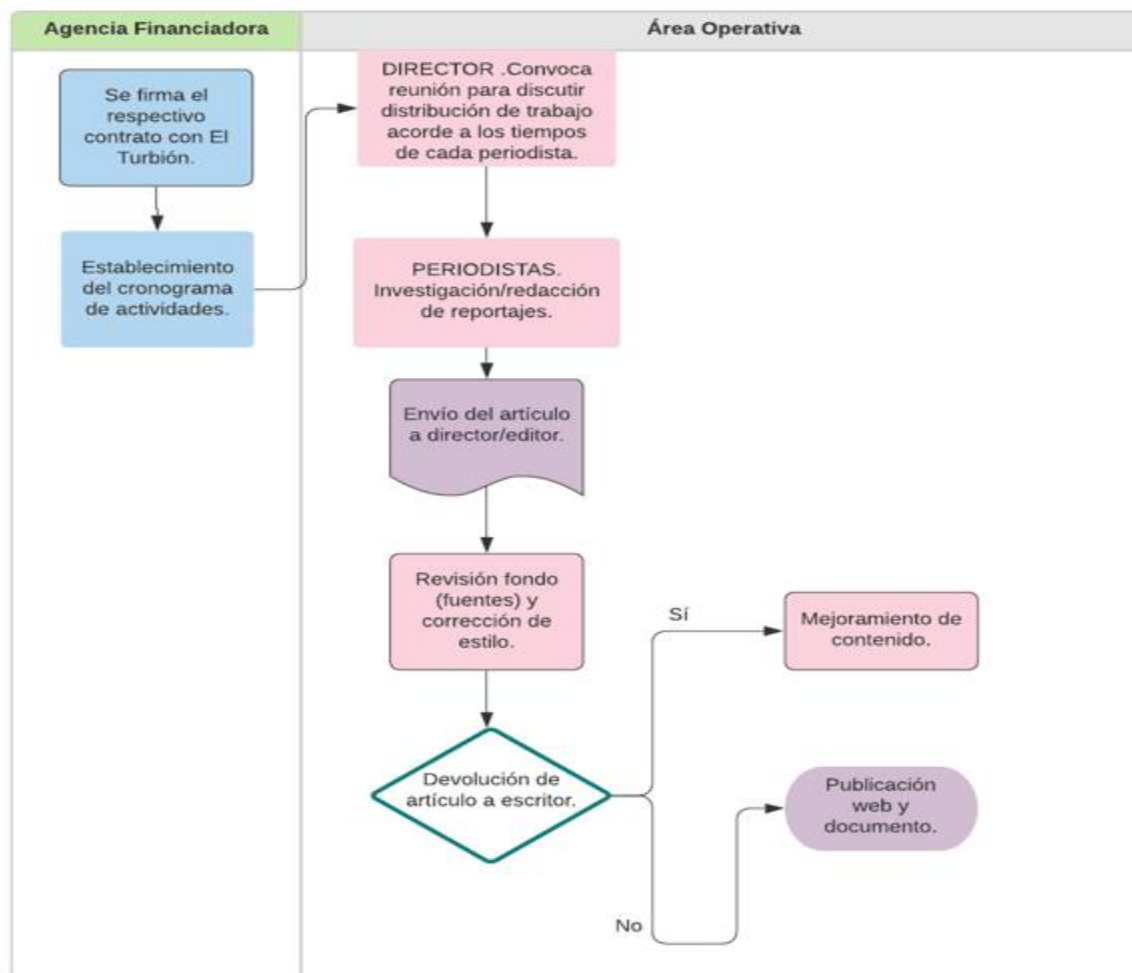 Agencia Financiadora
Área Operativa
Se firma el
respectivo
contrato con El
Turbión.
Establecimiento
del cronograma
de actividades.
DIRECTOR .Convoca
reunión para discutir
distribución de trabajo
acorde a los tiempos
de cada periodista.
PERIODISTAS.
Investigación/redacción
de reportajes.
Envío del artículo
a director/editor.
Revisión fondo
(fuentes) y
corrección de
estilo.
Devolución de
artículo a escritor.
Sí
Mejoramiento de
contenido.
No
Publicación
web y
documento.